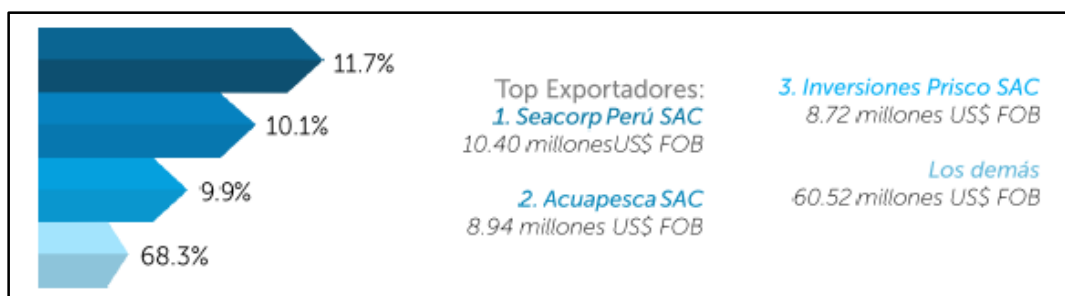 11.7%
10.1%
9.9%
68.3%
Top Exportadores:
1. Seacorp Perú SAC
10.40 millonesUS$ FOB
2. Acuapesca SAC
8.94 millones US$ FOB
3. Inversiones Prisco SAC
8.72 millones US$ FOB
Los demás
60.52 millones US$ FOB